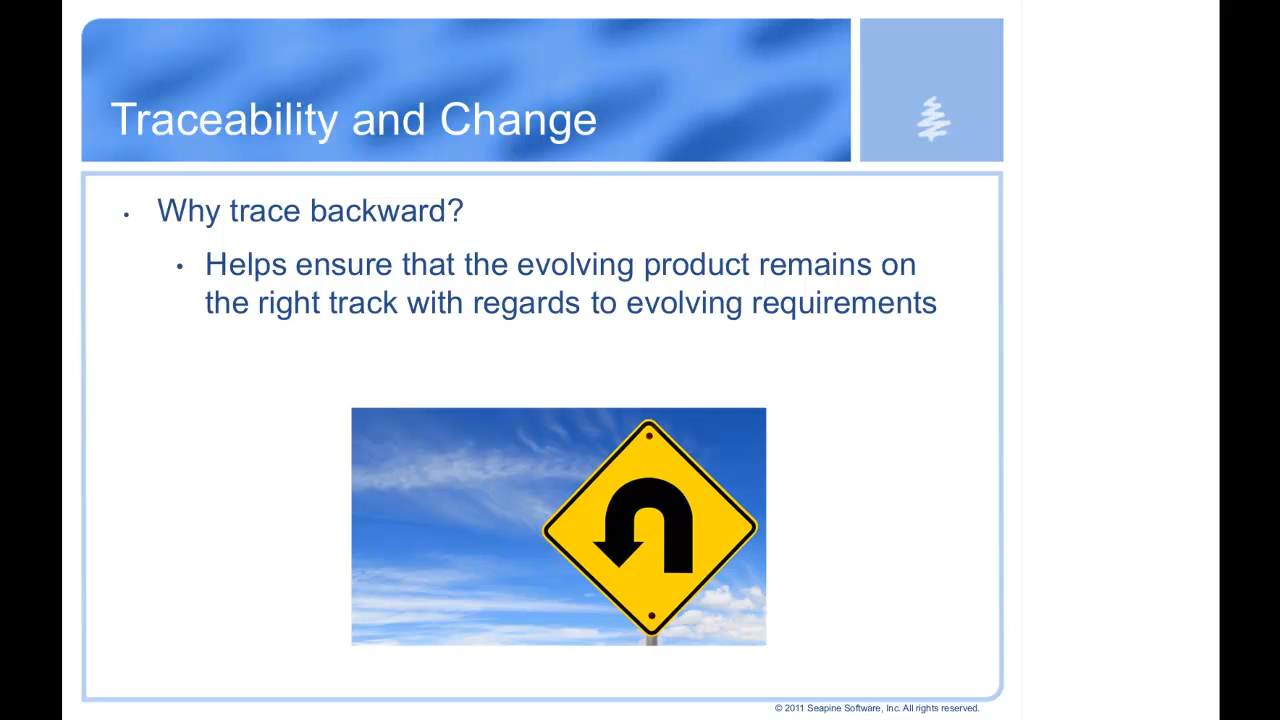 Traceability and Change
• Why trace backward?
• Helps ensure that the evolving product remains on
the right track with regards to evolving requirements
© 2011 Seapine Software, Inc. All rights reserved.